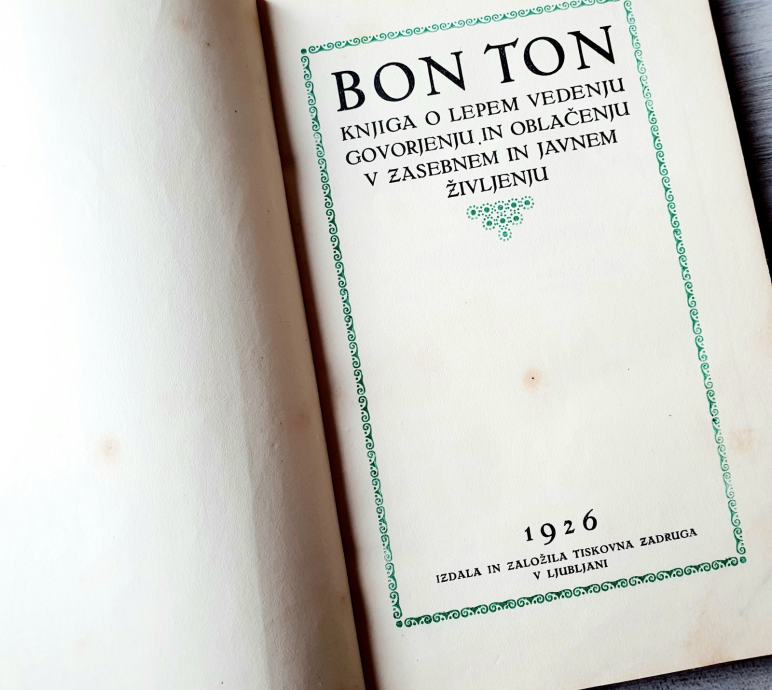 BON TON
KNJIGA O LEPEM VEDENJU
GOVORJENJU IN OBLAČENJU
V ZASEBNEM IN JAVNEM
ŽIVLJENJU
1926
IZDALA IN ZALOŽILA TISKOVNA ZADRUGA
V LJUBLJANI